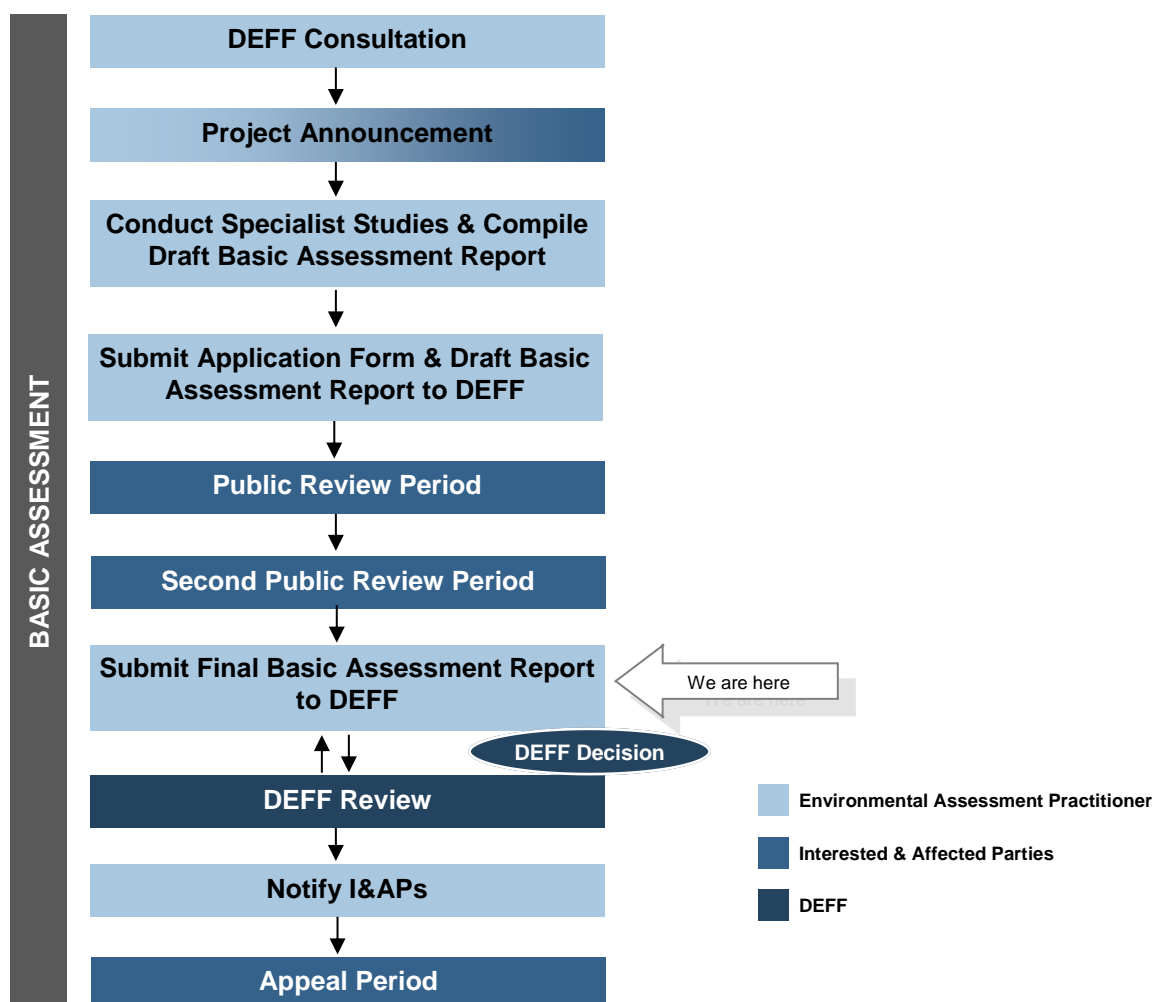 BASIC ASSESSMENT
DEFF Consultation
Project Announcement
Conduct Specialist Studies & Compile
Draft Basic Assessment Report
Submit Application Form & Draft Basic
Assessment Report to DEFF
Public Review Period
Second Public Review Period
Submit Final Basic Assessment Report
to DEFF
We are here
DEFF Decision
DEFF Review
Notify I&APs
Appeal Period
Environmental Assessment Practitioner
Interested & Affected Parties
DEFF